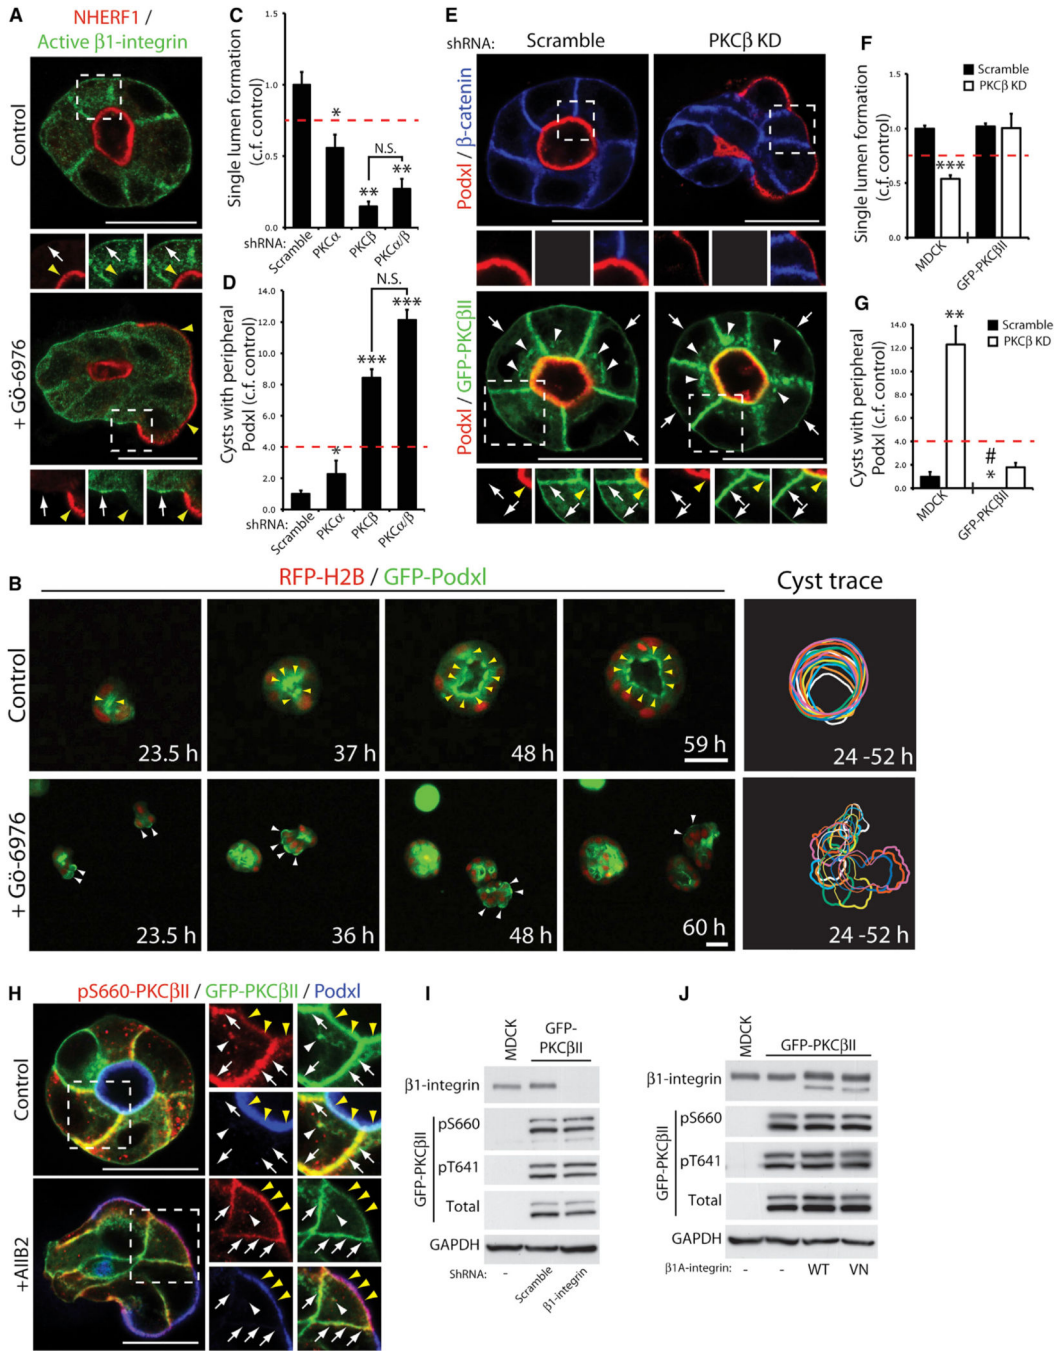 A
NHERF1 /
Active β1-integrin
Control
+ Gö-6976
C
Single lumen formation
(c.f. control)
1.5
1.0
0.5
0.0
*
**
N.S.
**
shRNA:
Scramble
PKCα
PKCβ
PKCα/β
D
Cysts with peripheral
Podxl (c.f. control)
14.0
12.0
10.0
8.0
6.0
4.0
2.0
0.0
*
***
N.S.
***
shRNA:
Scramble
PKCα
PKCβ
PKCα/β
E
shRNA: Scramble PKCβ KD
Podxl / β-catenin
Podxl / GFP-PKCβII
F
Single lumen formation
(c.f. control)
1.5
1.0
0.5
0.0
Scramble
PKCβ KD
***
MDCK
GFP-PKCβII
G
Cysts with peripheral
Podxl (c.f. control)
14.0
12.0
10.0
8.0
6.0
4.0
2.0
0.0
Scramble
PKCβ KD
**
#
*
MDCK
GFP-PKCβII
B
RFP-H2B / GFP-Podxl
Cyst trace
Control
23.5 h
37 h
48 h
59 h
24 -52 h
+ Gö-6976
23.5 h
36 h
48 h
60 h
24 -52 h
H
pS660-PKCβII / GFP-PKCβII / Podxl
Control
+AIIB2
I
MDCK
GFP-
PKCβII
β1-integrin
GFP-PKCβII
pS660
pT641
Total
GAPDH
ShRNA: - Scramble β1-integrin
J
MDCK
GFP-PKCβII
β1-integrin
GFP-PKCβII
pS660
pT641
Total
GAPDH
β1A-integrin: - - WT VN